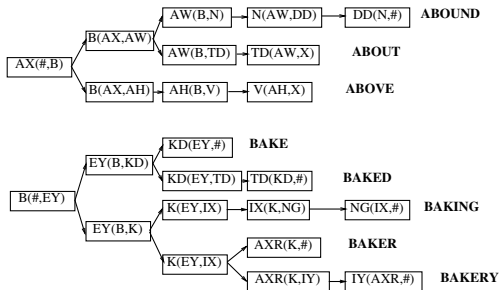 AW(B,N) N(AW,DD) DD(N,#) ABOUND
B(AX,AW)
AW(B,TD) TD(AW,X) ABOUT
AX(#,B)
B(AX,AH) AH(B,V) V(AH,X) ABOVE
KD(EY,#) BAKE
EY(B,KD)
KD(EY,TD) TD(KD,#) BAKED
B(#,EY)
K(EY,IX) IX(K,NG) NG(IX,#) BAKING
EY(B,K)
AXR(K,#) BAKER
K(EY,IX)
AXR(K,IY) IY(AXR,#) BAKERY